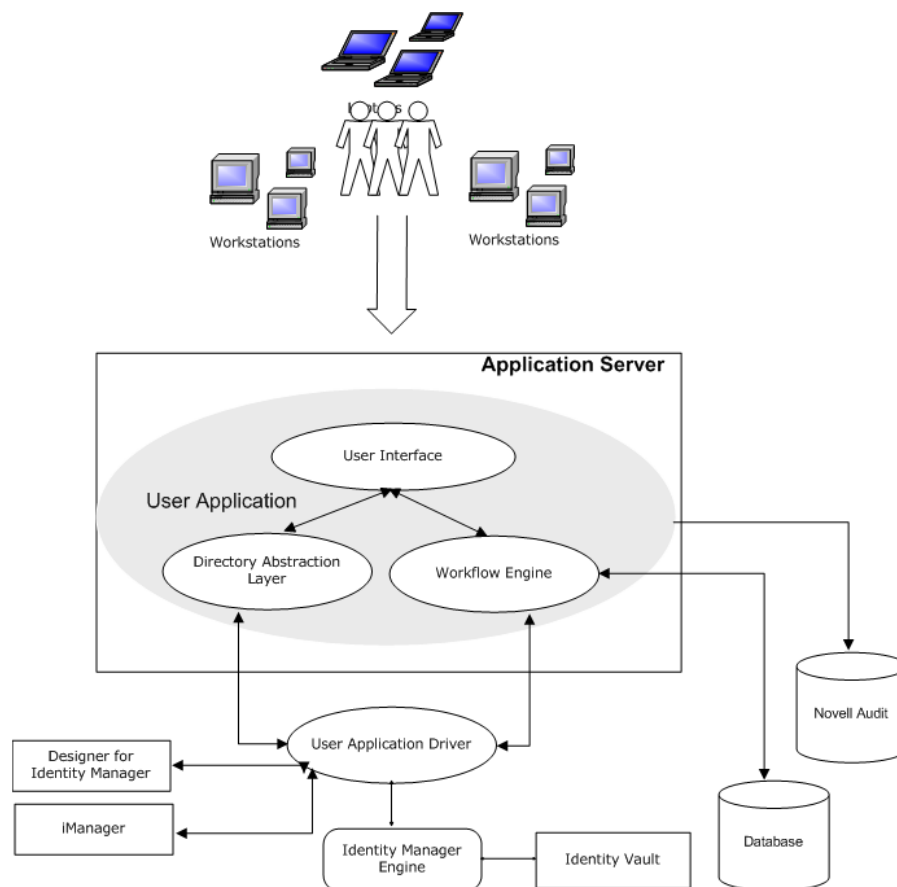 Workstations
Workstations
Application Server
User Interface
User Application
Directory Abstraction
Layer
Workflow Engine
Novell Audit
User Application Driver
Designer for
Identity Manager
iManager
Database
Identity Manager
Engine
Identity Vault